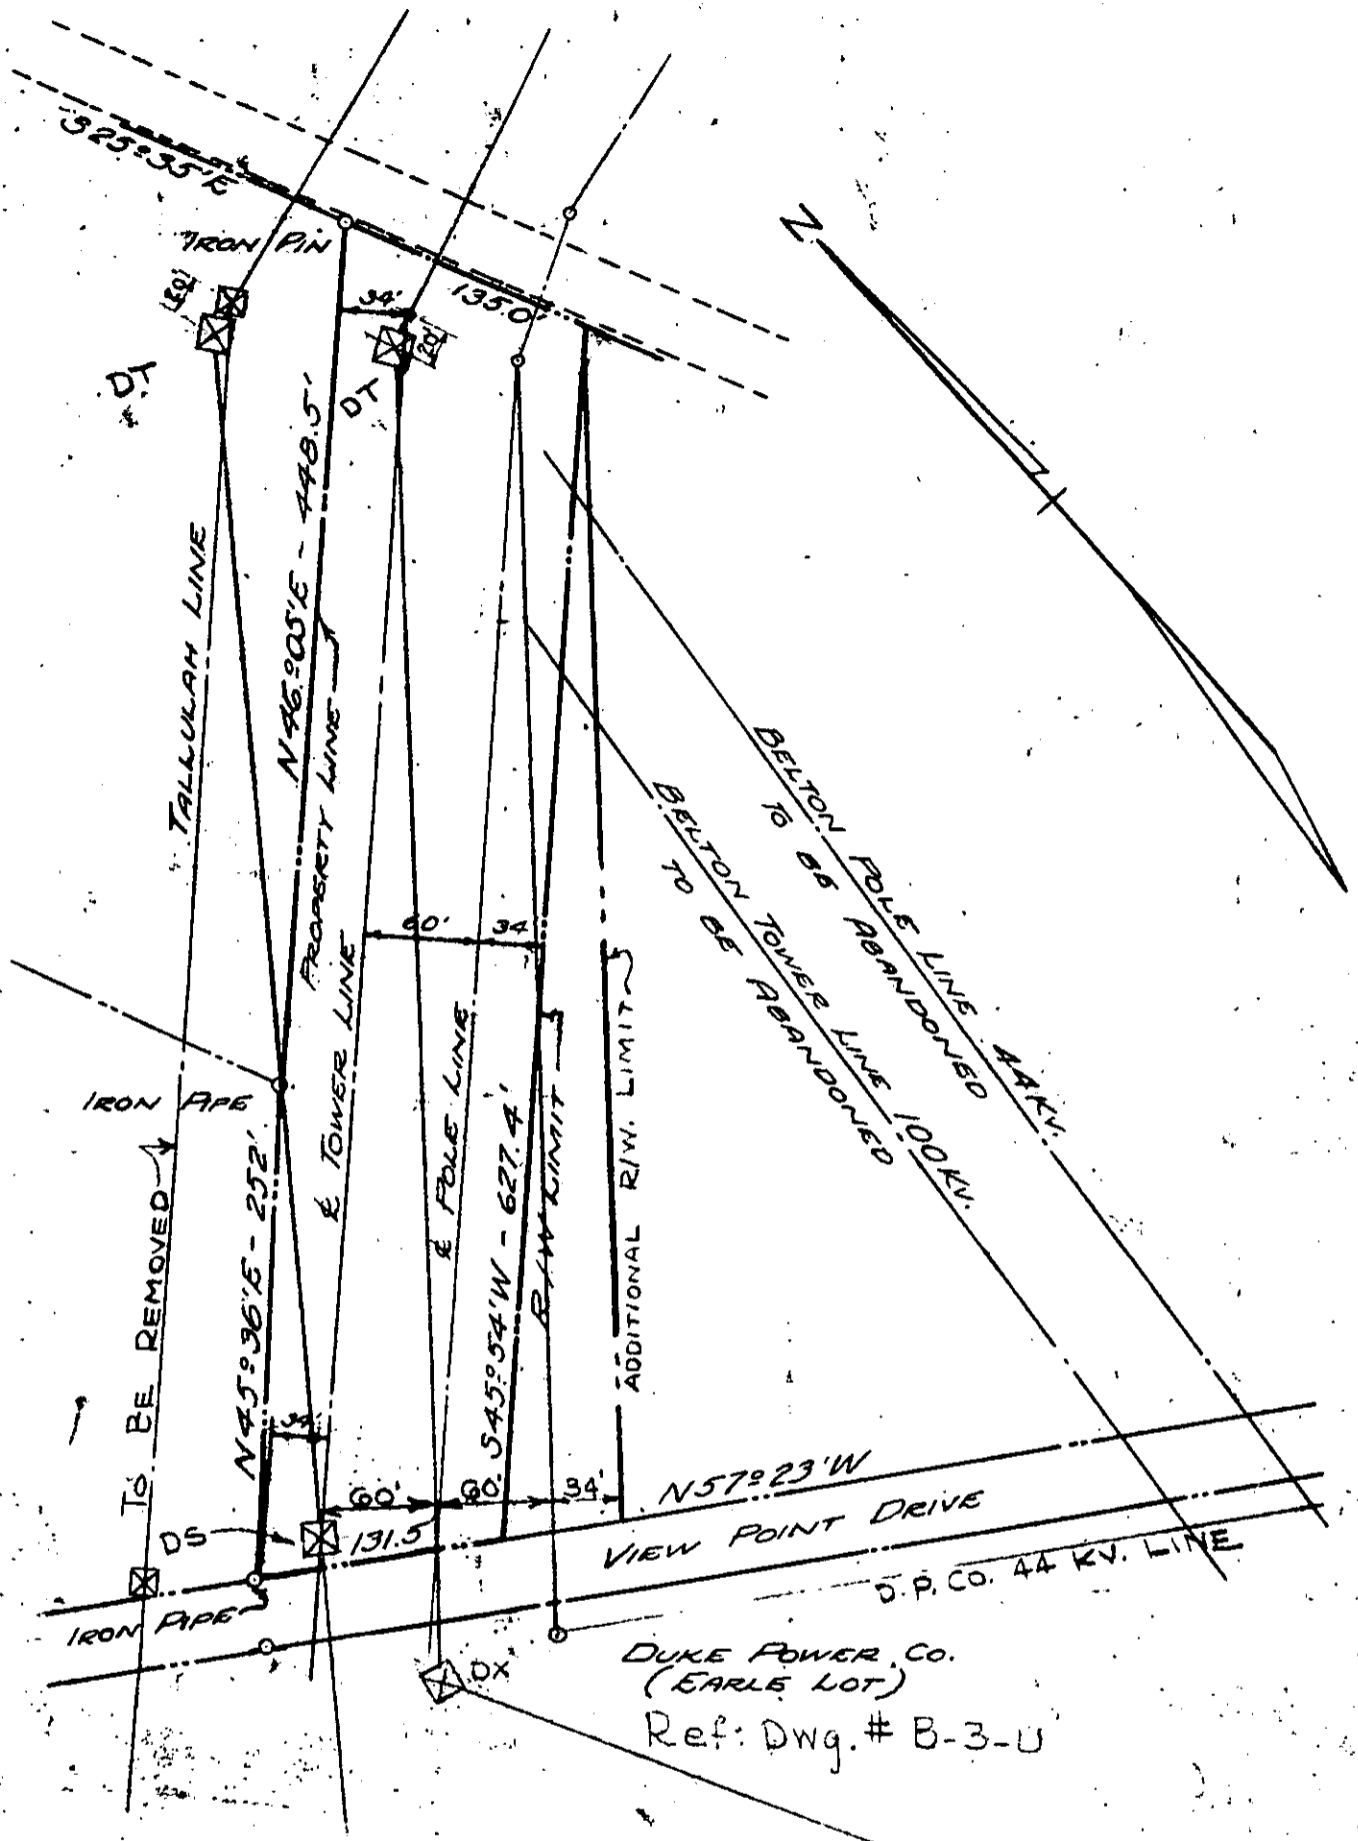 S25°35'E
IRON PIN
N
20'
34'
135.0'
20'
DT
DT
N46°05'E - 448.5'
TALLULAH LINE
PROPERTY LINE
℄ TOWER LINE
60'
34'
BELTON POLE LINE 44KV.
TO BE ABANDONED
BELTON TOWER LINE 100KV.
TO BE ABANDONED
℄ POLE LINE
IRON PIPE
S45°54'W - 627.4'
R/W LIMIT
ADDITIONAL R/W. LIMIT
TO BE REMOVED
N45°36'E - 252'
34'
60'
60'
34'
N57°23'W
DS
131.5
VIEW POINT DRIVE
D.P. CO. 44 KV. LINE
IRON PIPE
DX
DUKE POWER CO.
(EARLE LOT)
Ref: Dwg. # B-3-U